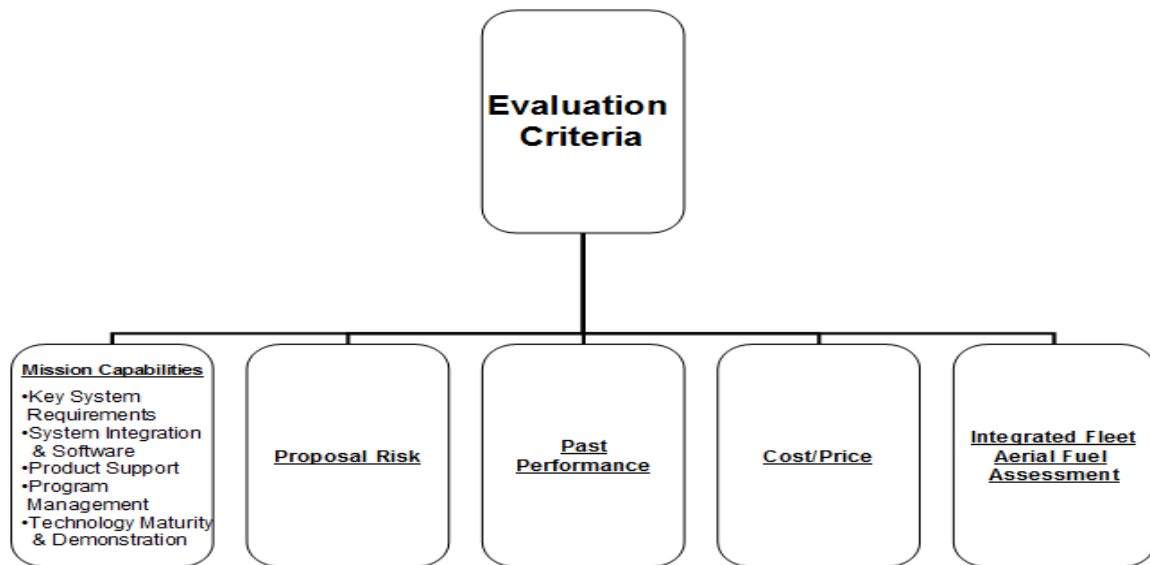 Evaluation
Criteria
Mission Capabilities
•Key System
Requirements
•System Integration
& Software
•Product Support
•Program
Management
•Technology Maturity
& Demonstration
Proposal Risk
Past
Performance
Cost/Price
Integrated Fleet
Aerial Fuel
Assessment